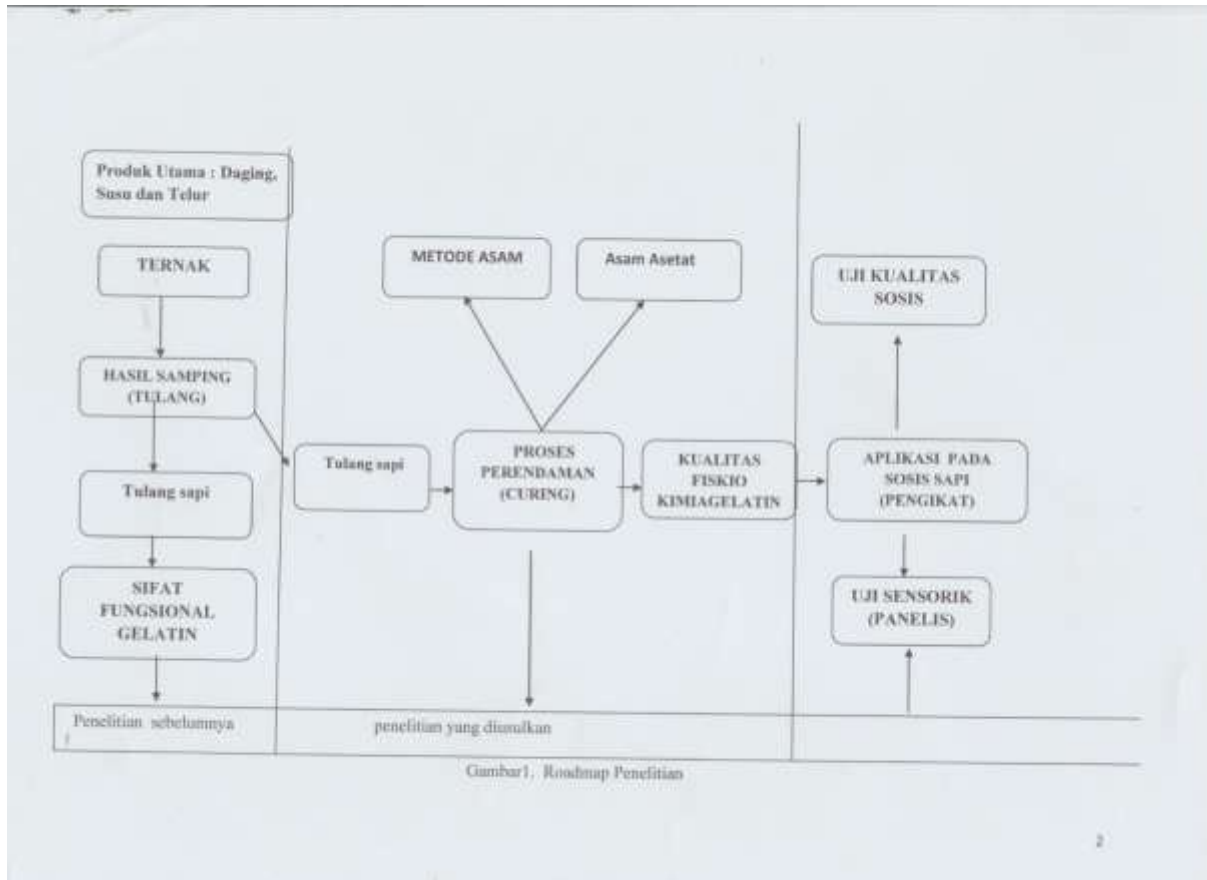 Produk Utama : Daging,
Susu dan Telur
TERNAK
HASIL SAMPING
(TULANG)
Tulang sapi
SIFAT
FUNGSIONAL
GELATIN
METODE ASAM
Asam Asetat
Tulang sapi
PROSES
PERENDAMAN
(CURING)
KUALITAS
FISKIO
KIMIAGELATIN
UJI KUALITAS
SOSIS
APLIKASI PADA
SOSIS SAPI
(PENGIKAT)
UJI SENSORIK
(PANELIS)
Penelitian sebelumnya
penelitian yang diusulkan
Gambar1. Roadmap Penelitian
2